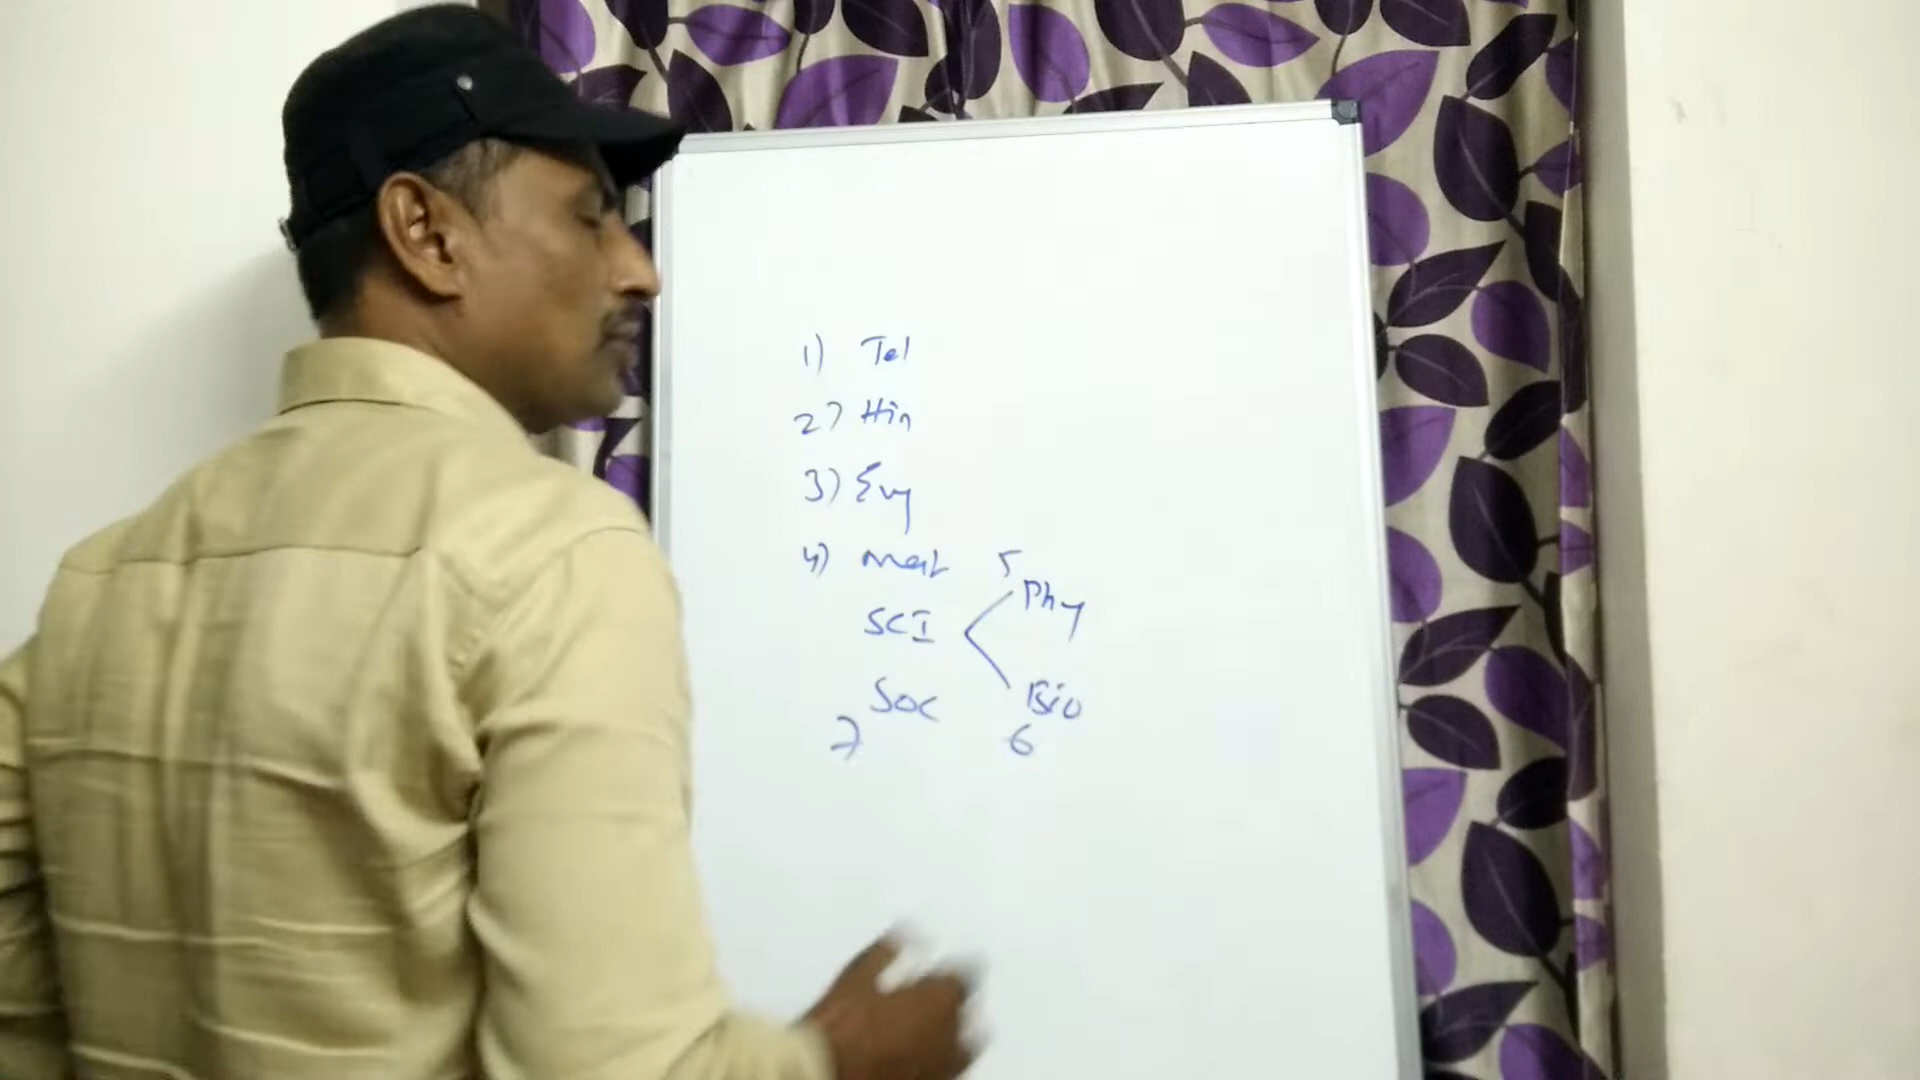 1) Tel
2) Hin
3) Eng
4) Mat
SCI
5 Phy
Bio 6
Soc 7